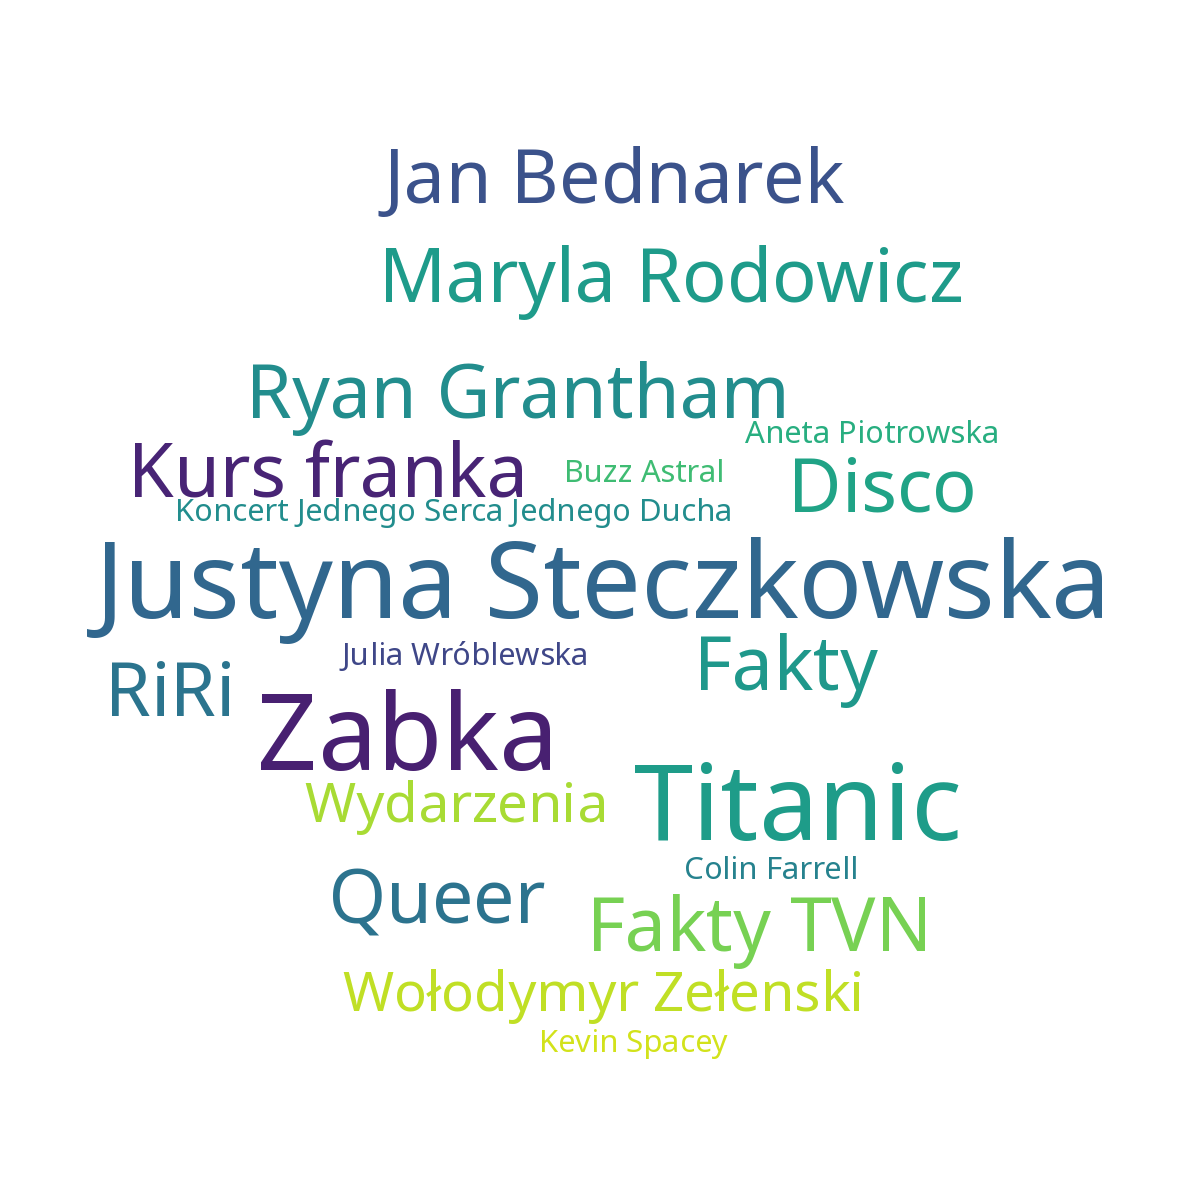 Jan Bednarek
Maryla Rodowicz
Ryan Grantham
Aneta Piotrowska
Kurs franka
Buzz Astral
Disco
Koncert Jednego Serca Jednego Ducha
Justyna Steczkowska
Julia Wróblewska
Fakty
RiRi
Zabka
Titanic
Wydarzenia
Colin Farrell
Queer
Fakty TVN
Wołodymyr Zełenski
Kevin Spacey